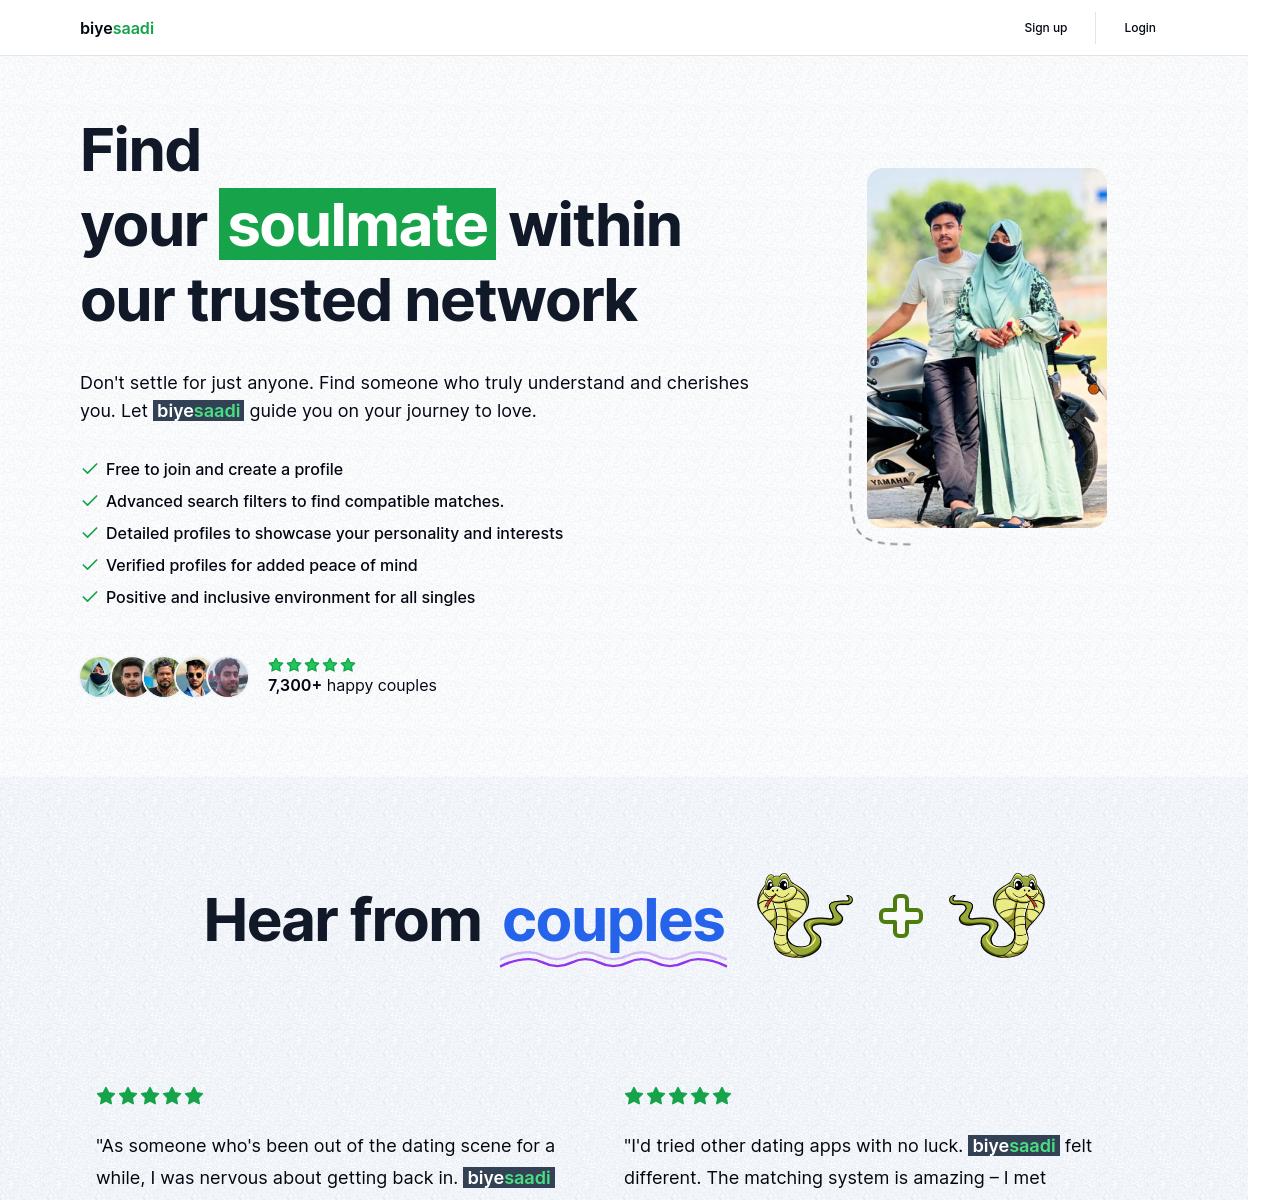 biyesaadi
Sign up
Login
Find
your soulmate within
our trusted network
Don't settle for just anyone. Find someone who truly understand and cherishes
you. Let biyesaadi guide you on your journey to love.
Free to join and create a profile
Advanced search filters to find compatible matches.
Detailed profiles to showcase your personality and interests
Verified profiles for added peace of mind
Positive and inclusive environment for all singles
7,300+ happy couples
YAMAHA
Hear from couples
"As someone who's been out of the dating scene for a
while, I was nervous about getting back in. biyesaadi
"I'd tried other dating apps with no luck. biyesaadi felt
different. The matching system is amazing – I met